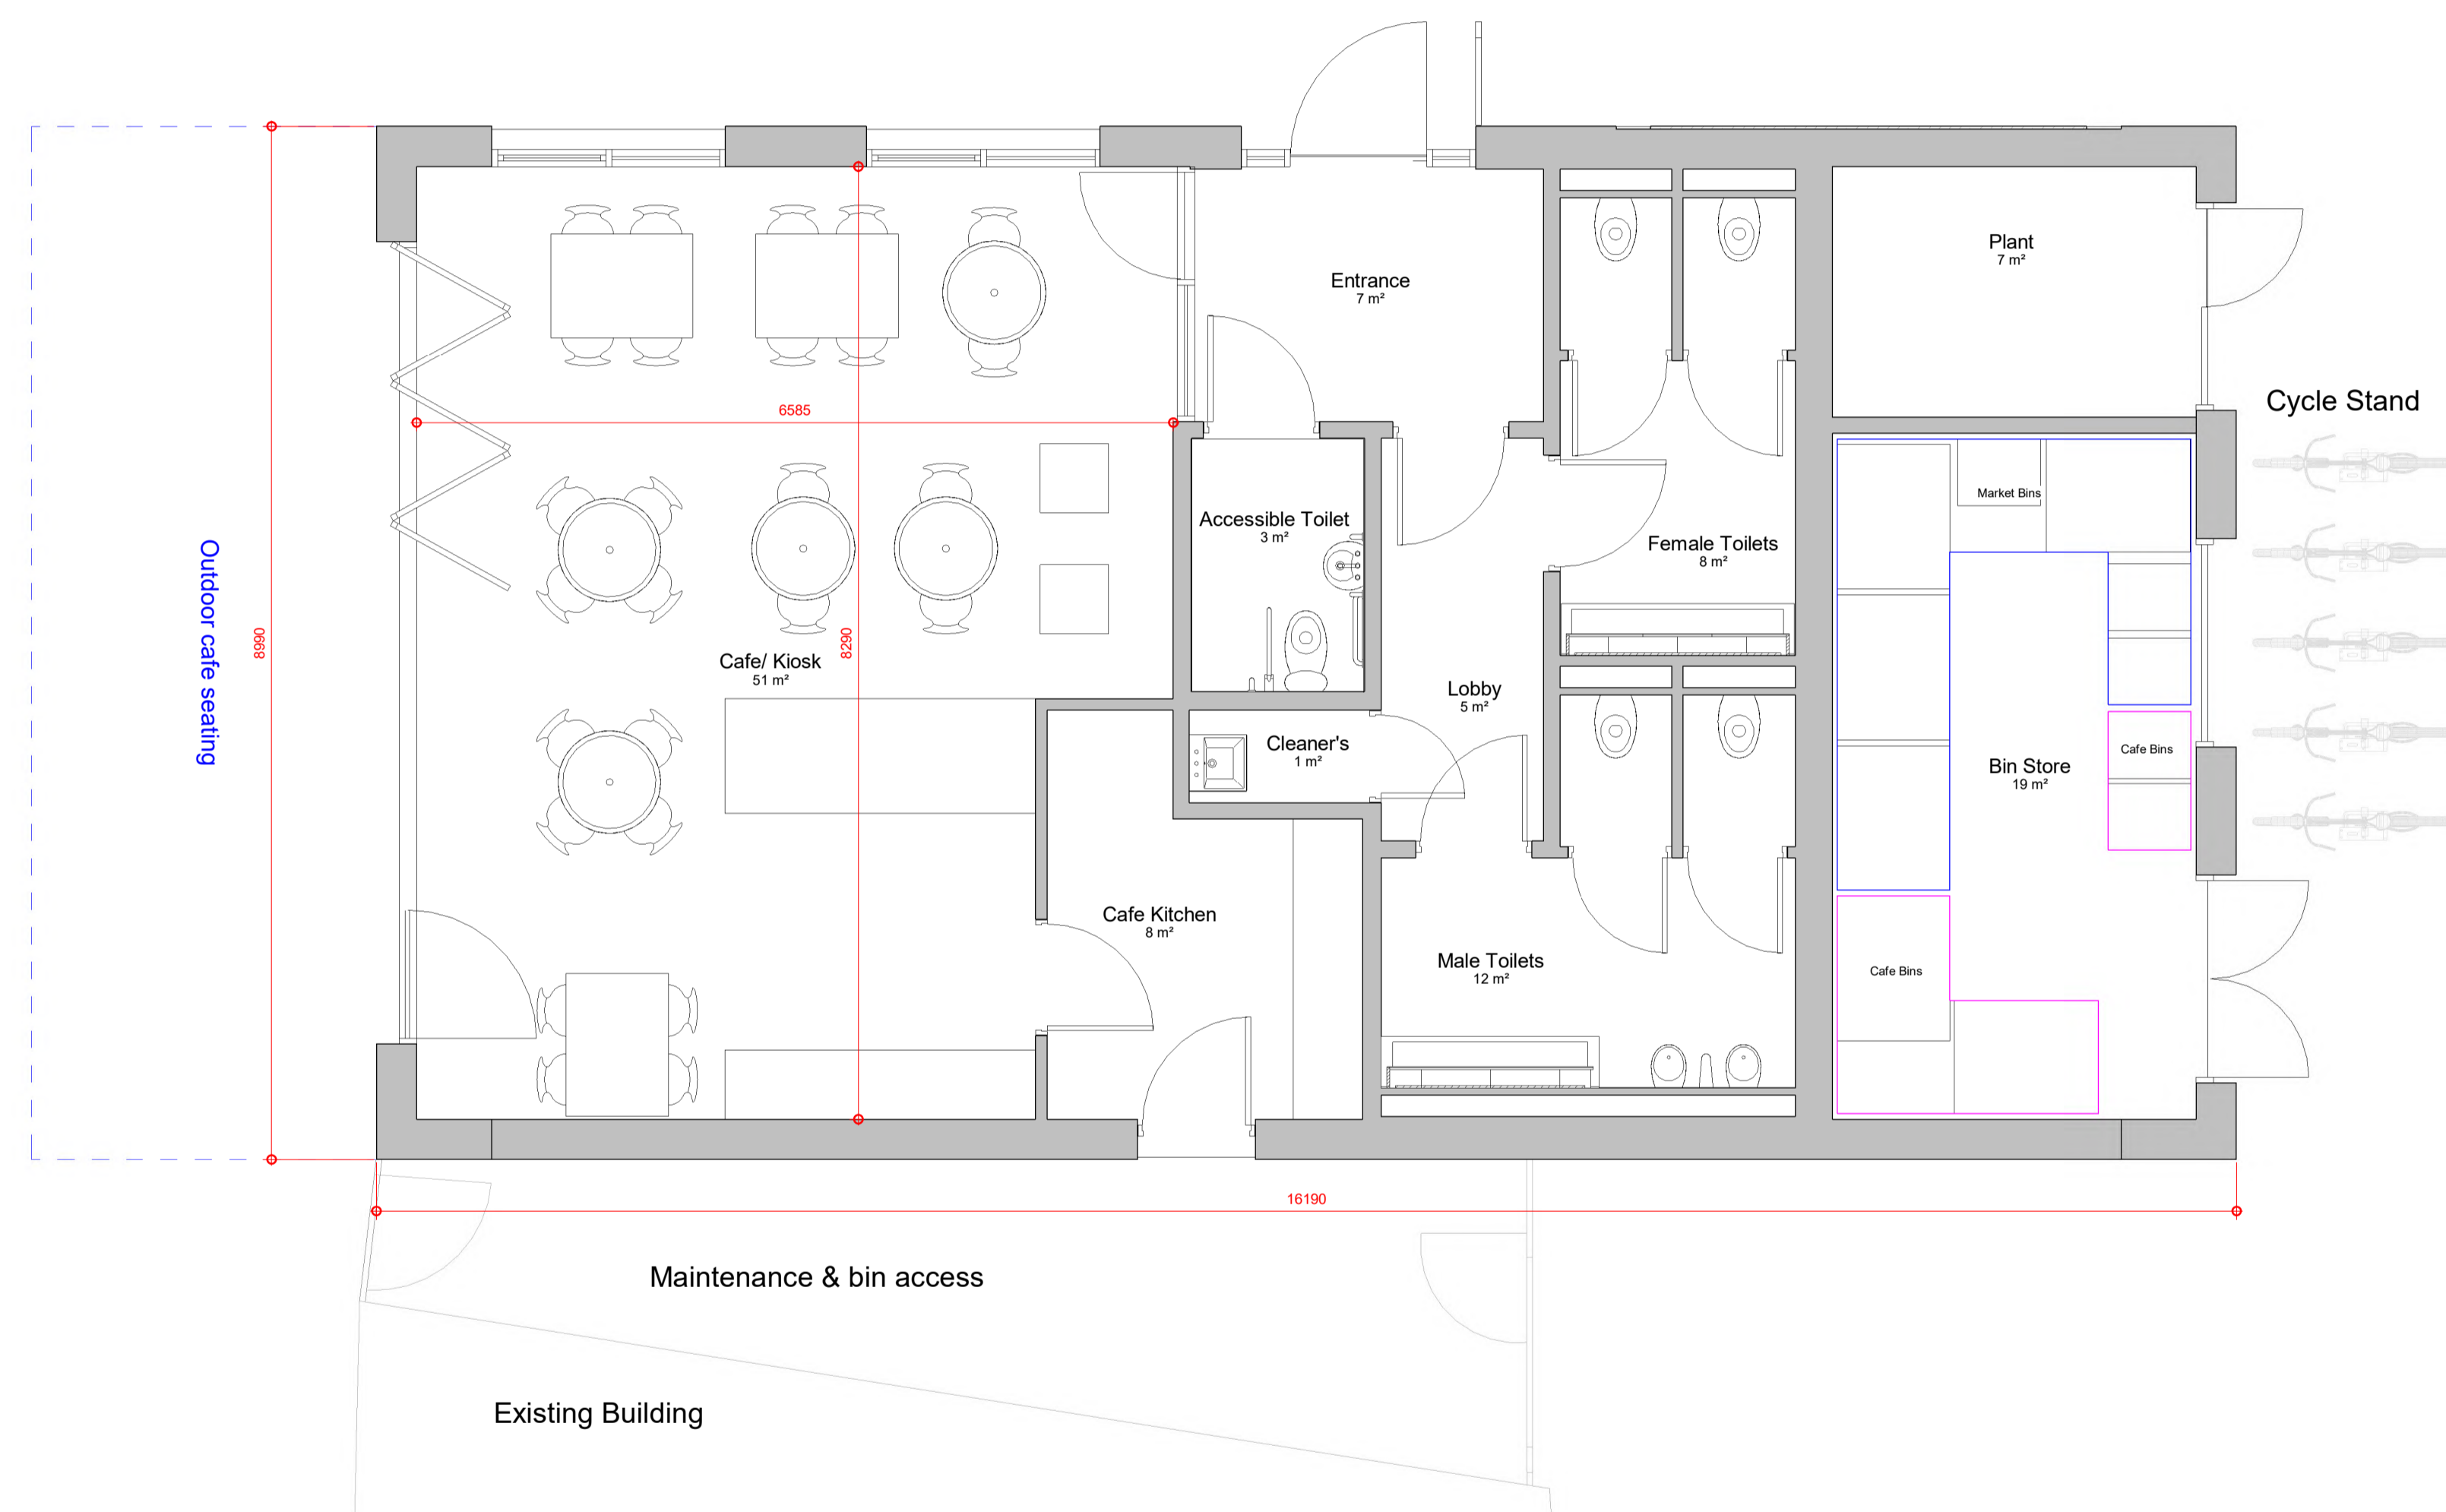 Entrance
7 m²
Plant
7 m²
Cycle Stand
6585
Market Bins
Accessible Toilet
3 m²
Female Toilets
8 m²
Outdoor cafe seating
8990
8290
Cafe/ Kiosk
51 m²
Lobby
5 m²
Cleaner's
1 m²
Cafe Bins
Bin Store
19 m²
Cafe Kitchen
8 m²
Male Toilets
12 m²
Cafe Bins
16190
Maintenance & bin access
Existing Building